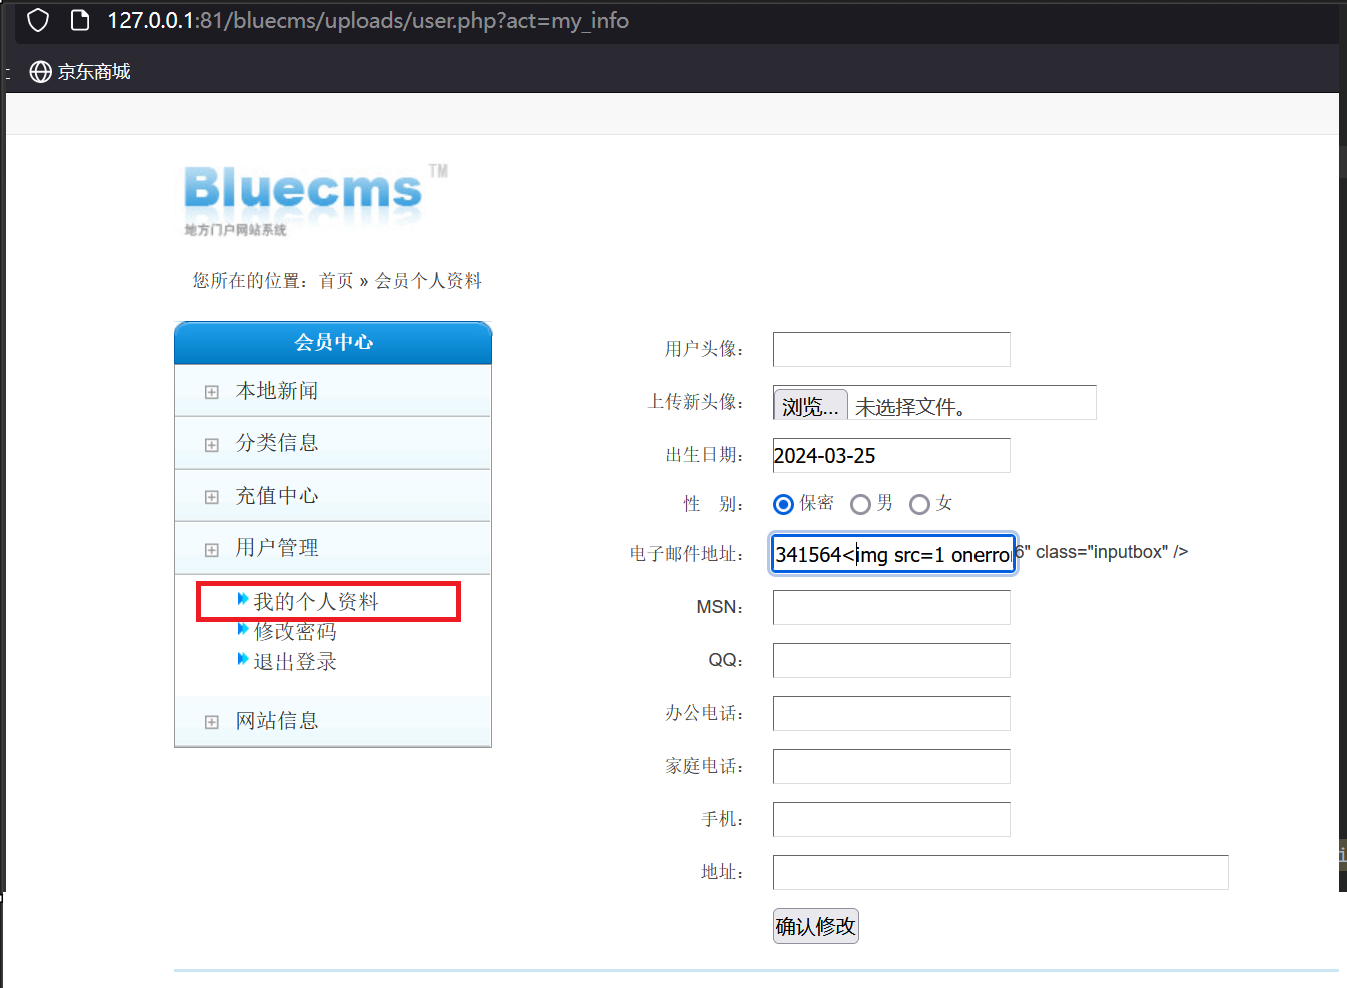 127.0.0.1:81/bluecms/uploads/user.php?act=my_info
京东商城
Bluecms TM
地方门户网站系统
您所在的位置：首页 » 会员个人资料
会员中心
本地新闻
分类信息
充值中心
用户管理
我的个人资料
修改密码
退出登录
网站信息
用户头像：
上传新头像： 浏览... 未选择文件。
出生日期： 2024-03-25
性 别： 保密 男 女
电子邮件地址： 341564<img src=1 onerro 6" class="inputbox" />
MSN：
QQ：
办公电话：
家庭电话：
手机：
地址：
确认修改